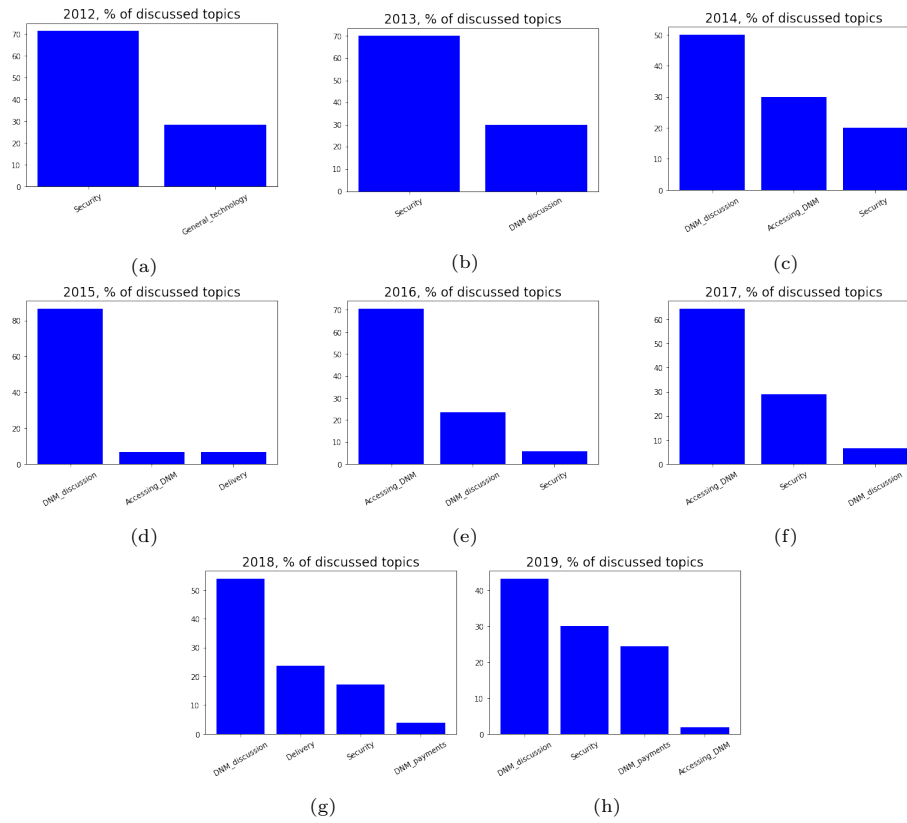 2012, % of discussed topics
70
60
50
40
30
20
10
0
Security
General_technology
(a)
2013, % of discussed topics
70
60
50
40
30
20
10
0
Security
DNM discussion
(b)
2014, % of discussed topics
50
40
30
20
10
0
DNM_discussion
Accessing_DNM
Security
(c)
2015, % of discussed topics
80
60
40
20
0
DNM_discussion
Accessing_DNM
Delivery
(d)
2016, % of discussed topics
70
60
50
40
30
20
10
0
Accessing_DNM
DNM_discussion
Security
(e)
2017, % of discussed topics
60
50
40
30
20
10
0
Accessing_DNM
Security
DNM_discussion
(f)
2018, % of discussed topics
50
40
30
20
10
0
DNM_discussion
Delivery
Security
DNM_payments
(g)
2019, % of discussed topics
40
30
20
10
0
DNM_discussion
Security
DNM_payments
Accessing_DNM
(h)